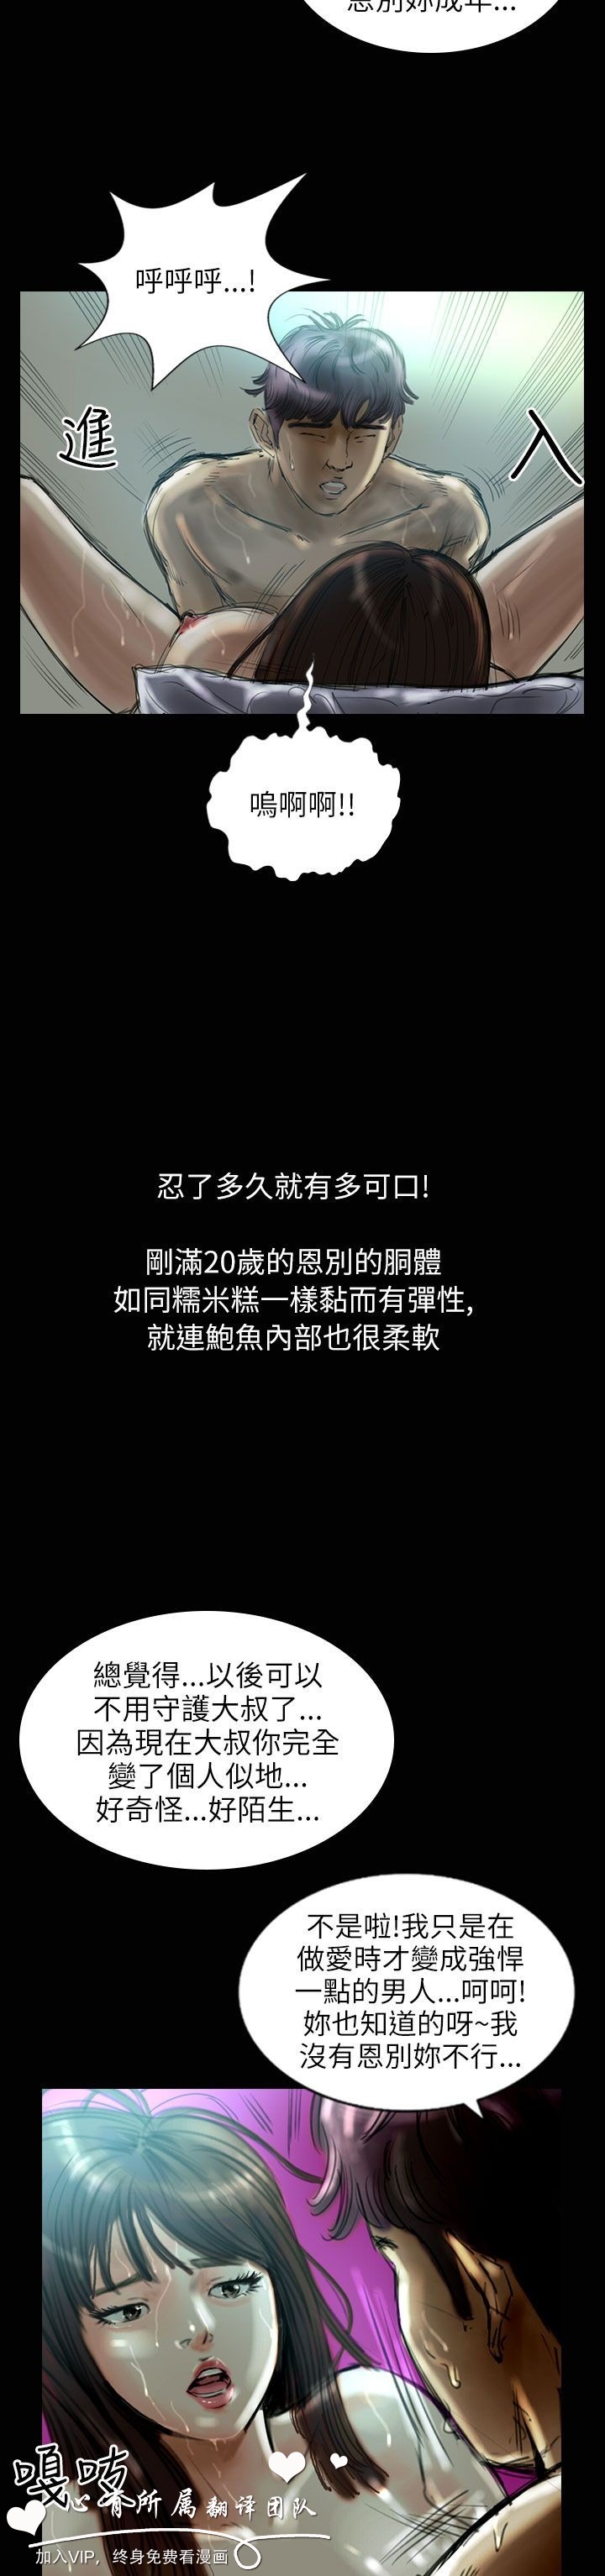 恩別妳成年...
呼呼呼...!
進
入
嗚啊啊!!
忍了多久就有多可口!
剛滿20歲的恩別的胴體
如同糯米糕一樣黏而有彈性,
就連鮑魚內部也很柔軟
總覺得...以後可以
不用守護大叔了...
因為現在大叔你完全
變了個人似地...
好奇怪...好陌生...
不是啦!我只是在
做愛時才變成強悍
一點的男人...呵呵!
妳也知道的呀~我
沒有恩別妳不行...
嘎咕
心有所属翻译团队
加入VIP，终身免费看漫画